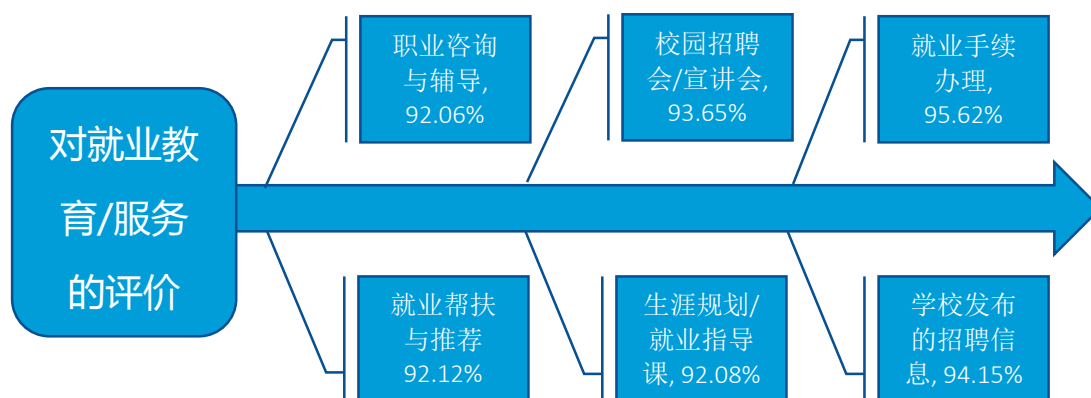 对就业教
育/服务
的评价
职业咨询
与辅导,
92.06%
校园招聘
会/宣讲会,
93.65%
就业手续
办理,
95.62%
就业帮扶
与推荐
92.12%
生涯规划/
就业指导
课, 92.08%
学校发布
的招聘信
息, 94.15%